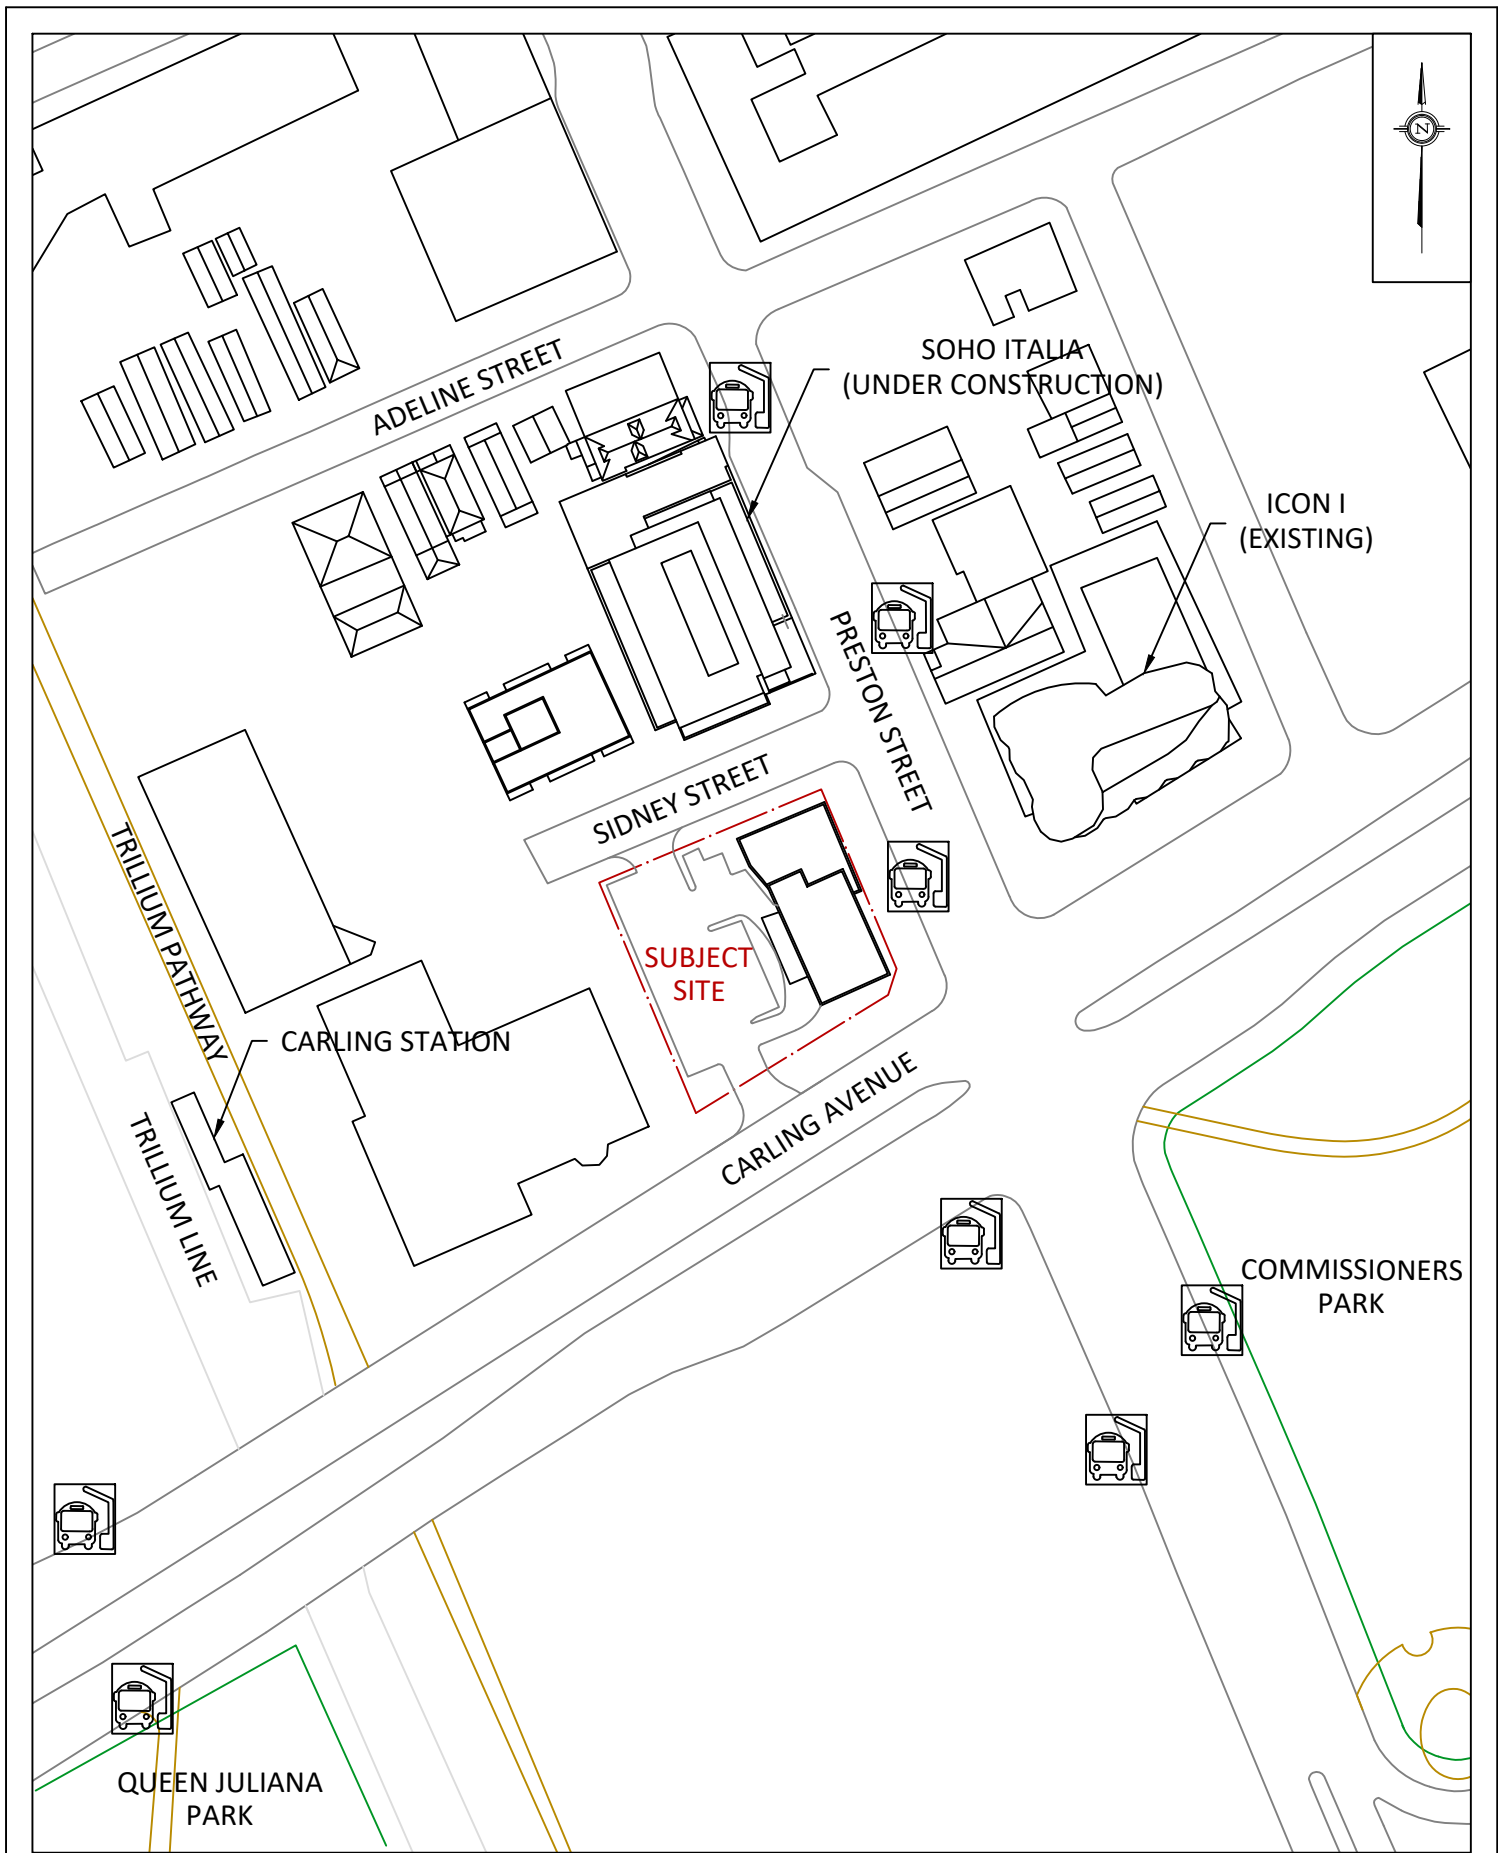 N
SOHO ITALIA
(UNDER CONSTRUCTION)
ADELINE STREET
ICON I
(EXISTING)
PRESTON STREET
SIDNEY STREET
TRILLIUM PATHWAY
SUBJECT
SITE
CARLING STATION
CARLING AVENUE
TRILLIUM LINE
COMMISSIONERS
PARK
QUEEN JULIANA
PARK